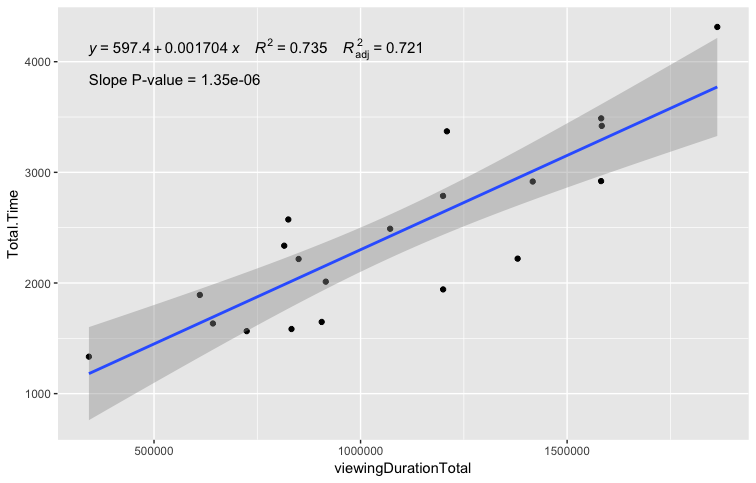 y = 597.4 + 0.001704 x R² = 0.735 R²adj = 0.721
Slope P-value = 1.35e-06
4000
3000
2000
1000
Total.Time
500000 1000000 1500000
viewingDurationTotal